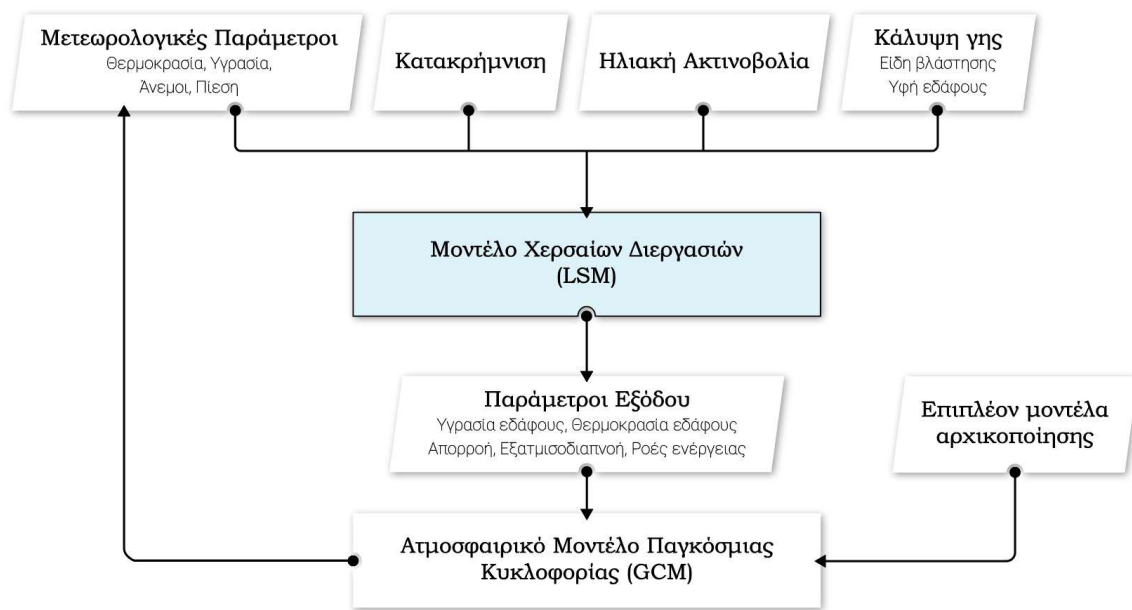 Μετεωρολογικές Παράμετροι
Θερμοκρασία, Υγρασία,
Άνεμοι, Πίεση
Κατακρήμνιση
Ηλιακή Ακτινοβολία
Κάλυψη γης
Είδη βλάστησης
Υφή εδάφους
Μοντέλο Χερσαίων Διεργασιών
(LSM)
Παράμετροι Εξόδου
Υγρασία εδάφους, Θερμοκρασία εδάφους
Απορροή, Εξατμισοδιαπνοή, Ροές ενέργειας
Επιπλέον μοντέλα
αρχικοποίησης
Ατμοσφαιρικό Μοντέλο Παγκόσμιας
Κυκλοφορίας (GCM)